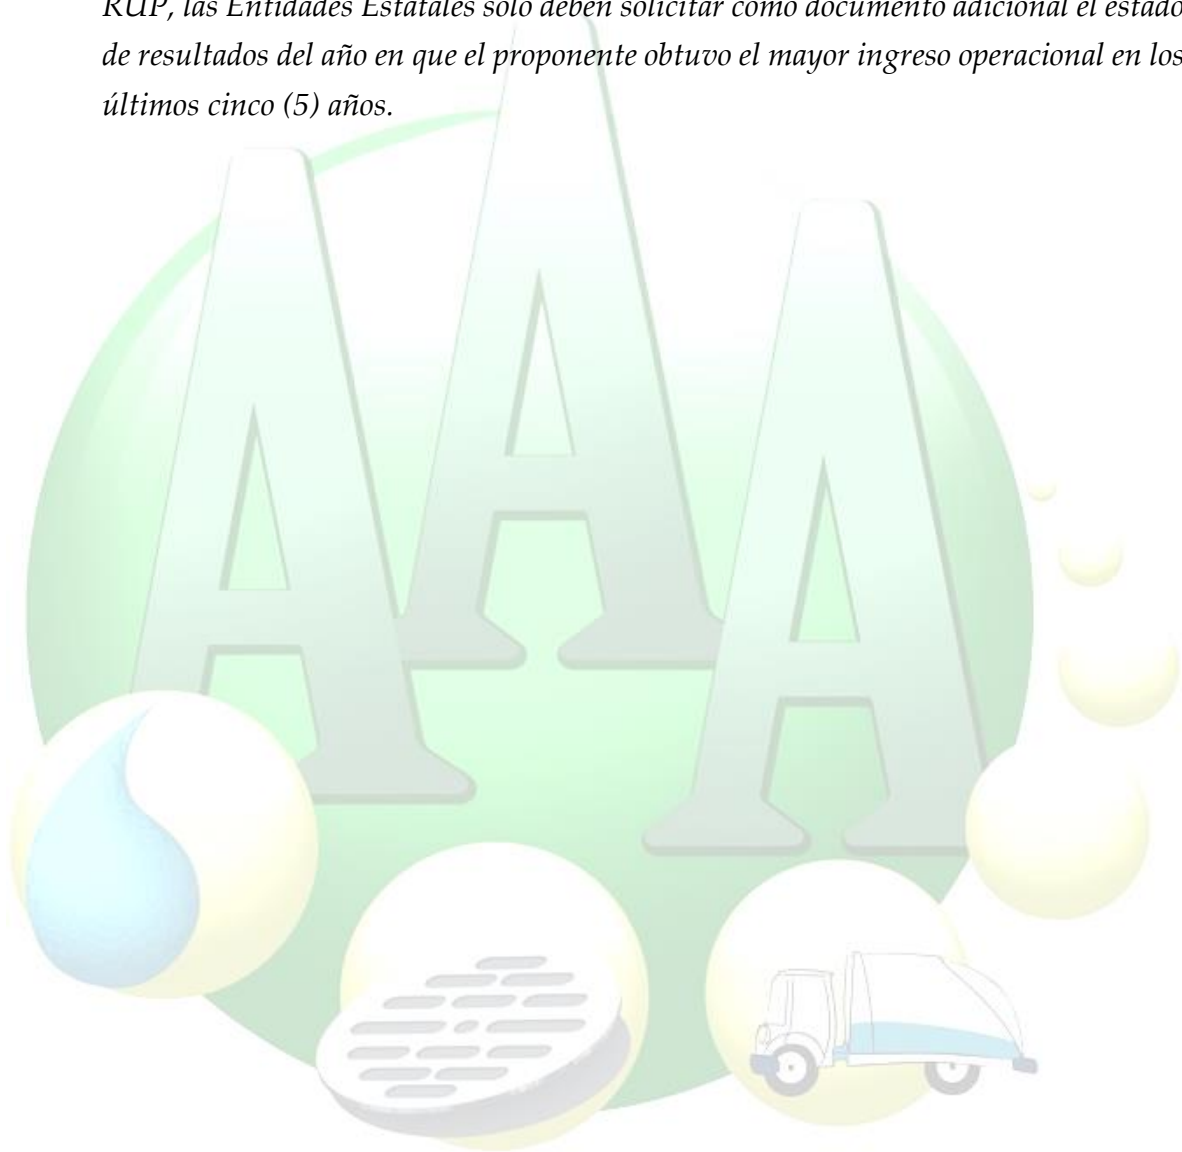 RUP, las Entidades Estatales solo deben solicitar como documento adicional el estado
de resultados del año en que el proponente obtuvo el mayor ingreso operacional en los
últimos cinco (5) años.
AAA